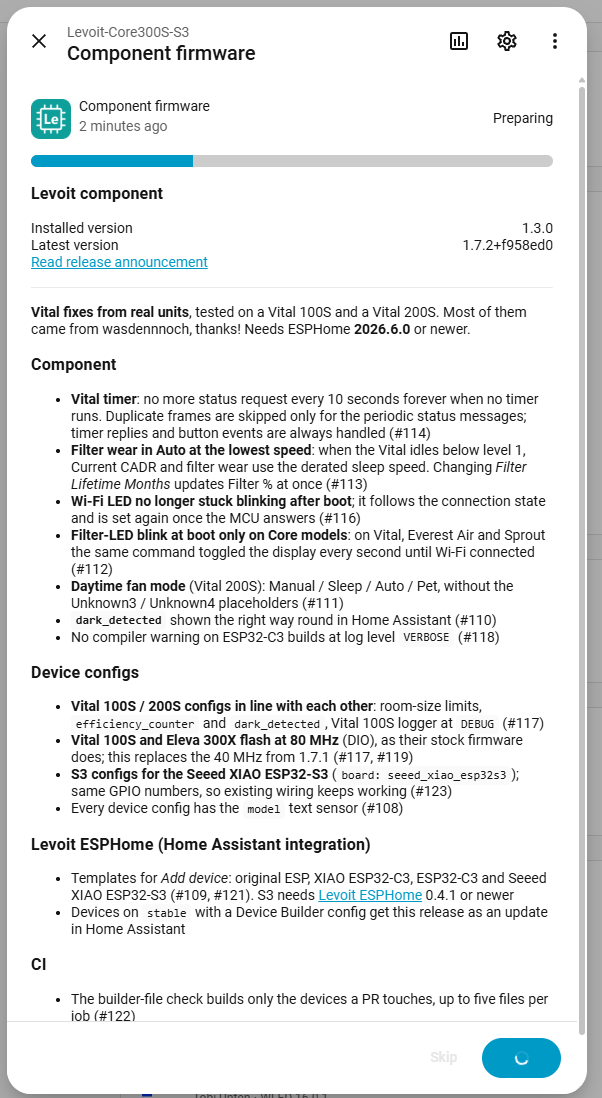 Levoit-Core300S-S3
Component firmware
Le
Component firmware
2 minutes ago
Preparing
Levoit component
Installed version 1.3.0
Latest version 1.7.2+f958ed0
Read release announcement
Vital fixes from real units, tested on a Vital 100S and a Vital 200S. Most of them
came from wasdennnoch, thanks! Needs ESPHome 2026.6.0 or newer.
Component
• Vital timer: no more status request every 10 seconds forever when no timer
runs. Duplicate frames are skipped only for the periodic status messages;
timer replies and button events are always handled (#114)
• Filter wear in Auto at the lowest speed: when the Vital idles below level 1,
Current CADR and filter wear use the derated sleep speed. Changing Filter
Lifetime Months updates Filter % at once (#113)
• Wi-Fi LED no longer stuck blinking after boot; it follows the connection state
and is set again once the MCU answers (#116)
• Filter-LED blink at boot only on Core models: on Vital, Everest Air and Sprout
the same command toggled the display every second until Wi-Fi connected
(#112)
• Daytime fan mode (Vital 200S): Manual / Sleep / Auto / Pet, without the
Unknown3 / Unknown4 placeholders (#111)
• dark_detected shown the right way round in Home Assistant (#110)
• No compiler warning on ESP32-C3 builds at log level VERBOSE (#118)
Device configs
• Vital 100S / 200S configs in line with each other: room-size limits,
efficiency_counter and dark_detected, Vital 100S logger at DEBUG (#117)
• Vital 100S and Eleva 300X flash at 80 MHz (DIO), as their stock firmware
does; this replaces the 40 MHz from 1.7.1 (#117, #119)
• S3 configs for the Seeed XIAO ESP32-S3 (board: seeed_xiao_esp32s3);
same GPIO numbers, so existing wiring keeps working (#123)
• Every device config has the model text sensor (#108)
Levoit ESPHome (Home Assistant integration)
• Templates for Add device: original ESP, XIAO ESP32-C3, ESP32-C3 and Seeed
XIAO ESP32-S3 (#109, #121). S3 needs Levoit ESPHome 0.4.1 or newer
• Devices on stable with a Device Builder config get this release as an update
in Home Assistant
CI
• The builder-file check builds only the devices a PR touches, up to five files per
job (#122)
Skip